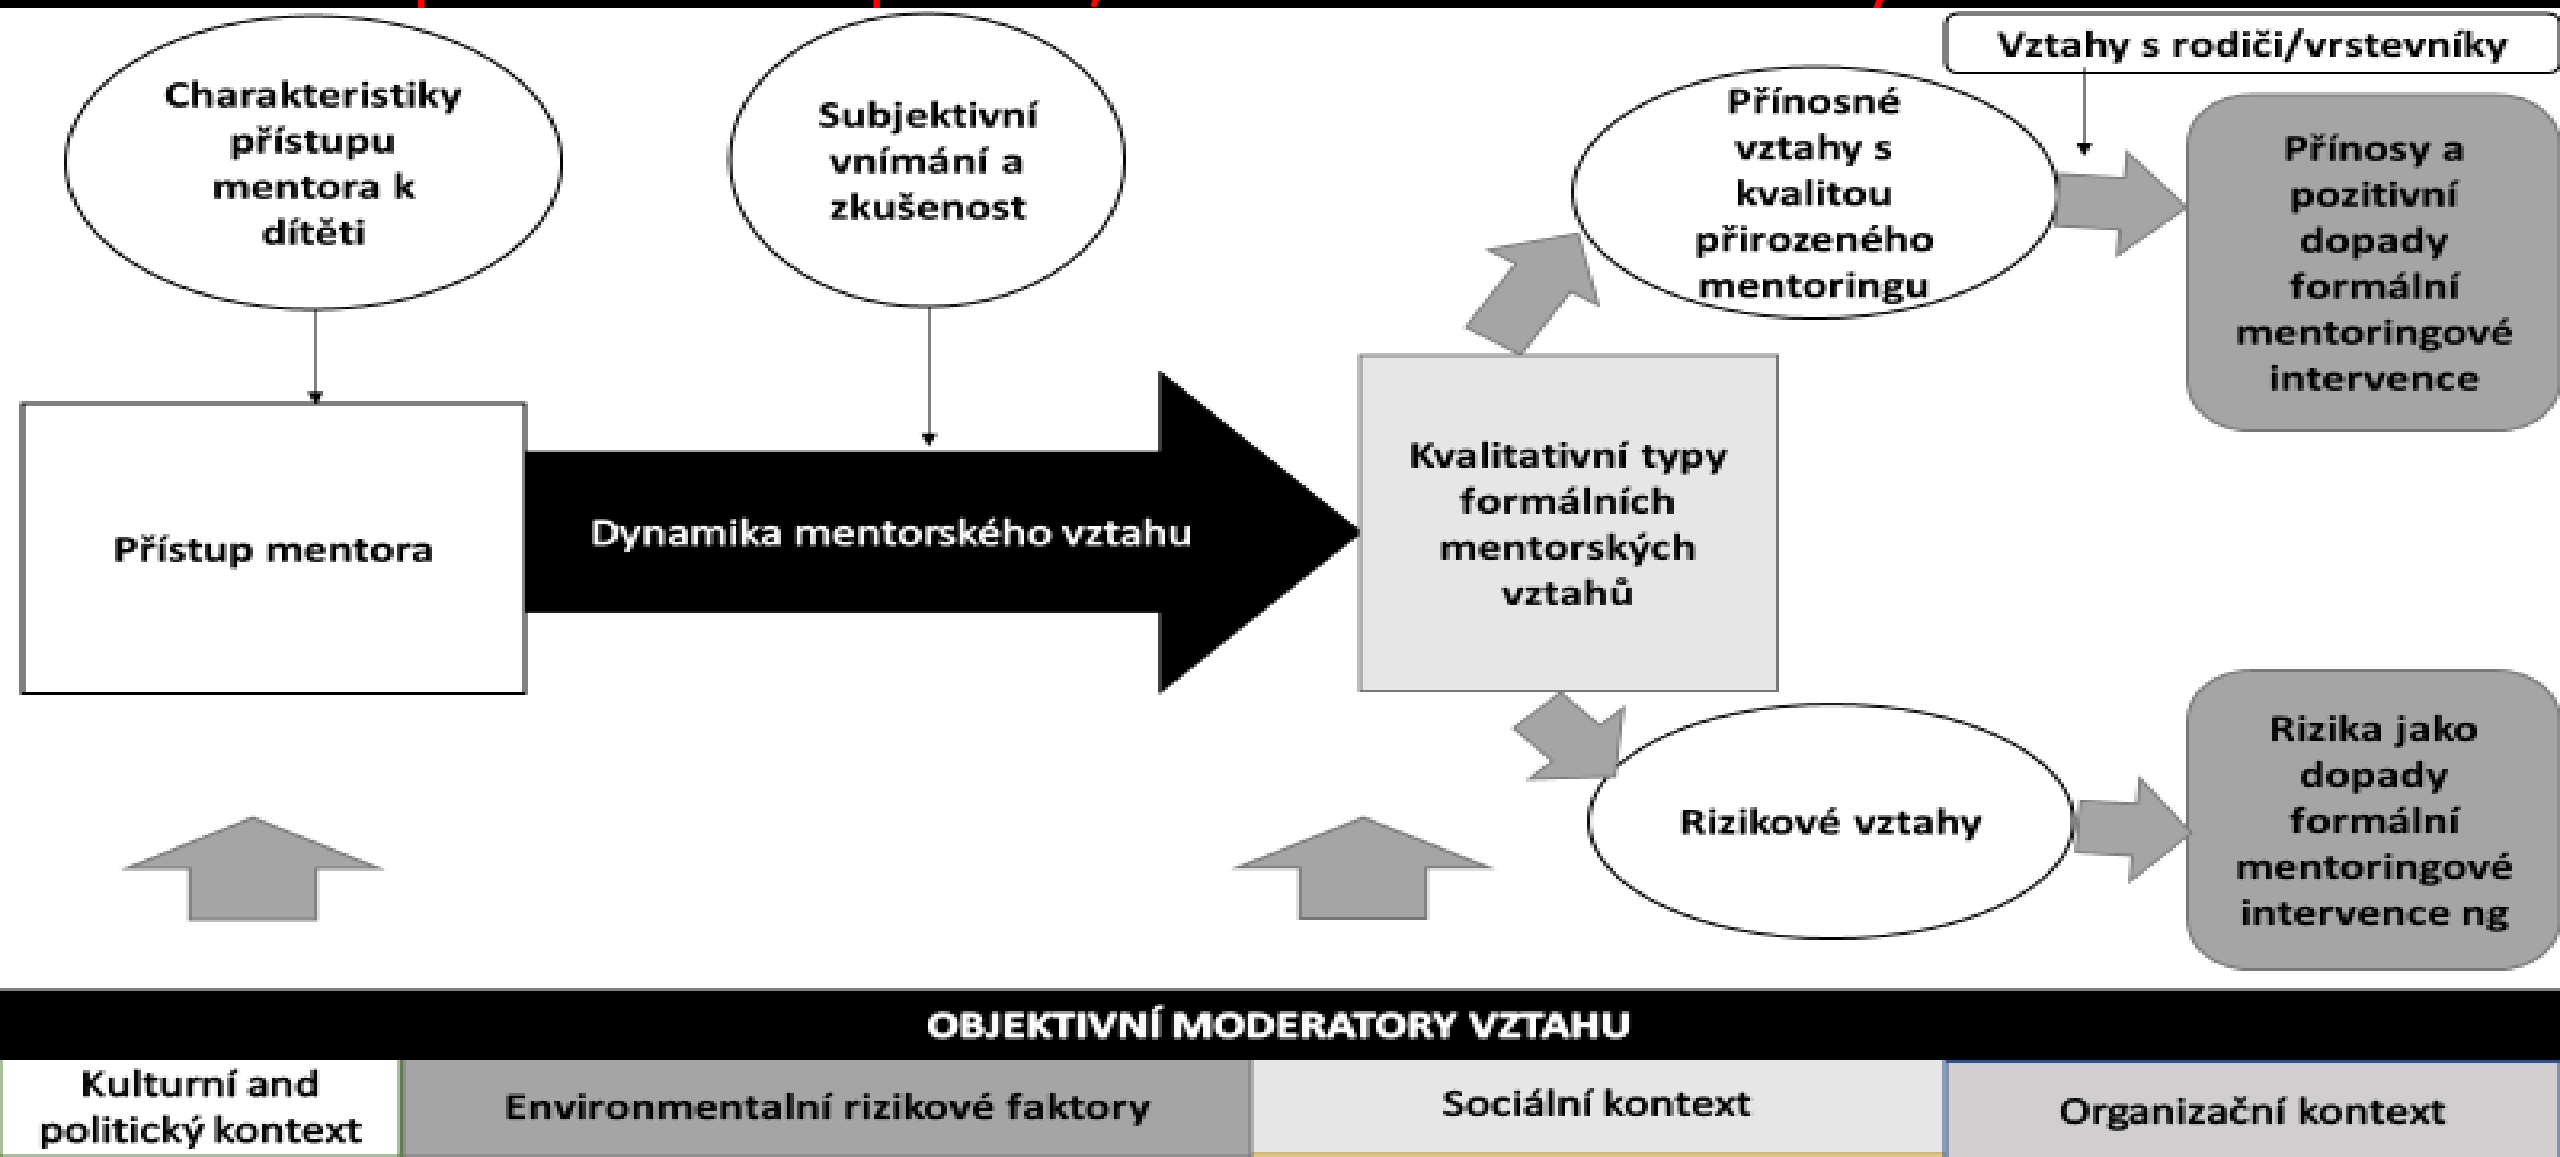 Vztahy s rodiči/vrstevníky
Charakteristiky
přístupu
mentora k
dítěti
Subjektivní
vnímání a
zkušenost
Přínosné
vztahy s
kvalitou
přirozeného
mentoringu
Přínosy a
pozitivní
dopady
formální
mentoringové
intervence
Přístup mentora
Dynamika mentorského vztahu
Kvalitativní typy
formálních
mentorských
vztahů
Rizikové vztahy
Rizika jako
dopady
formální
mentoringové
intervence ng
OBJEKTIVNÍ MODERATORY VZTAHU
Kulturní and
politický kontext
Environmentalní rizikové faktory
Sociální kontext
Organizační kontext